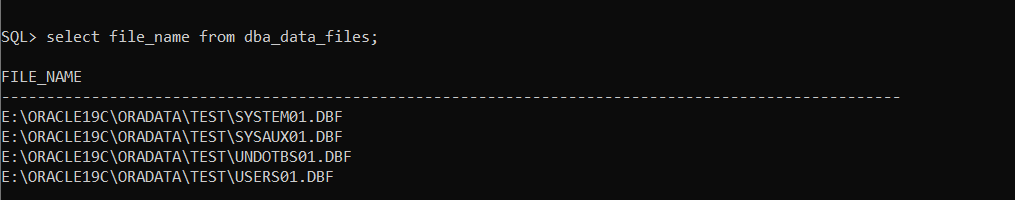 SQL> select file_name from dba_data_files;
FILE_NAME
----------------------------------------------------------------------------------------------------
E:\ORACLE19C\ORADATA\TEST\SYSTEM01.DBF
E:\ORACLE19C\ORADATA\TEST\SYSAUX01.DBF
E:\ORACLE19C\ORADATA\TEST\UNDOTBS01.DBF
E:\ORACLE19C\ORADATA\TEST\USERS01.DBF